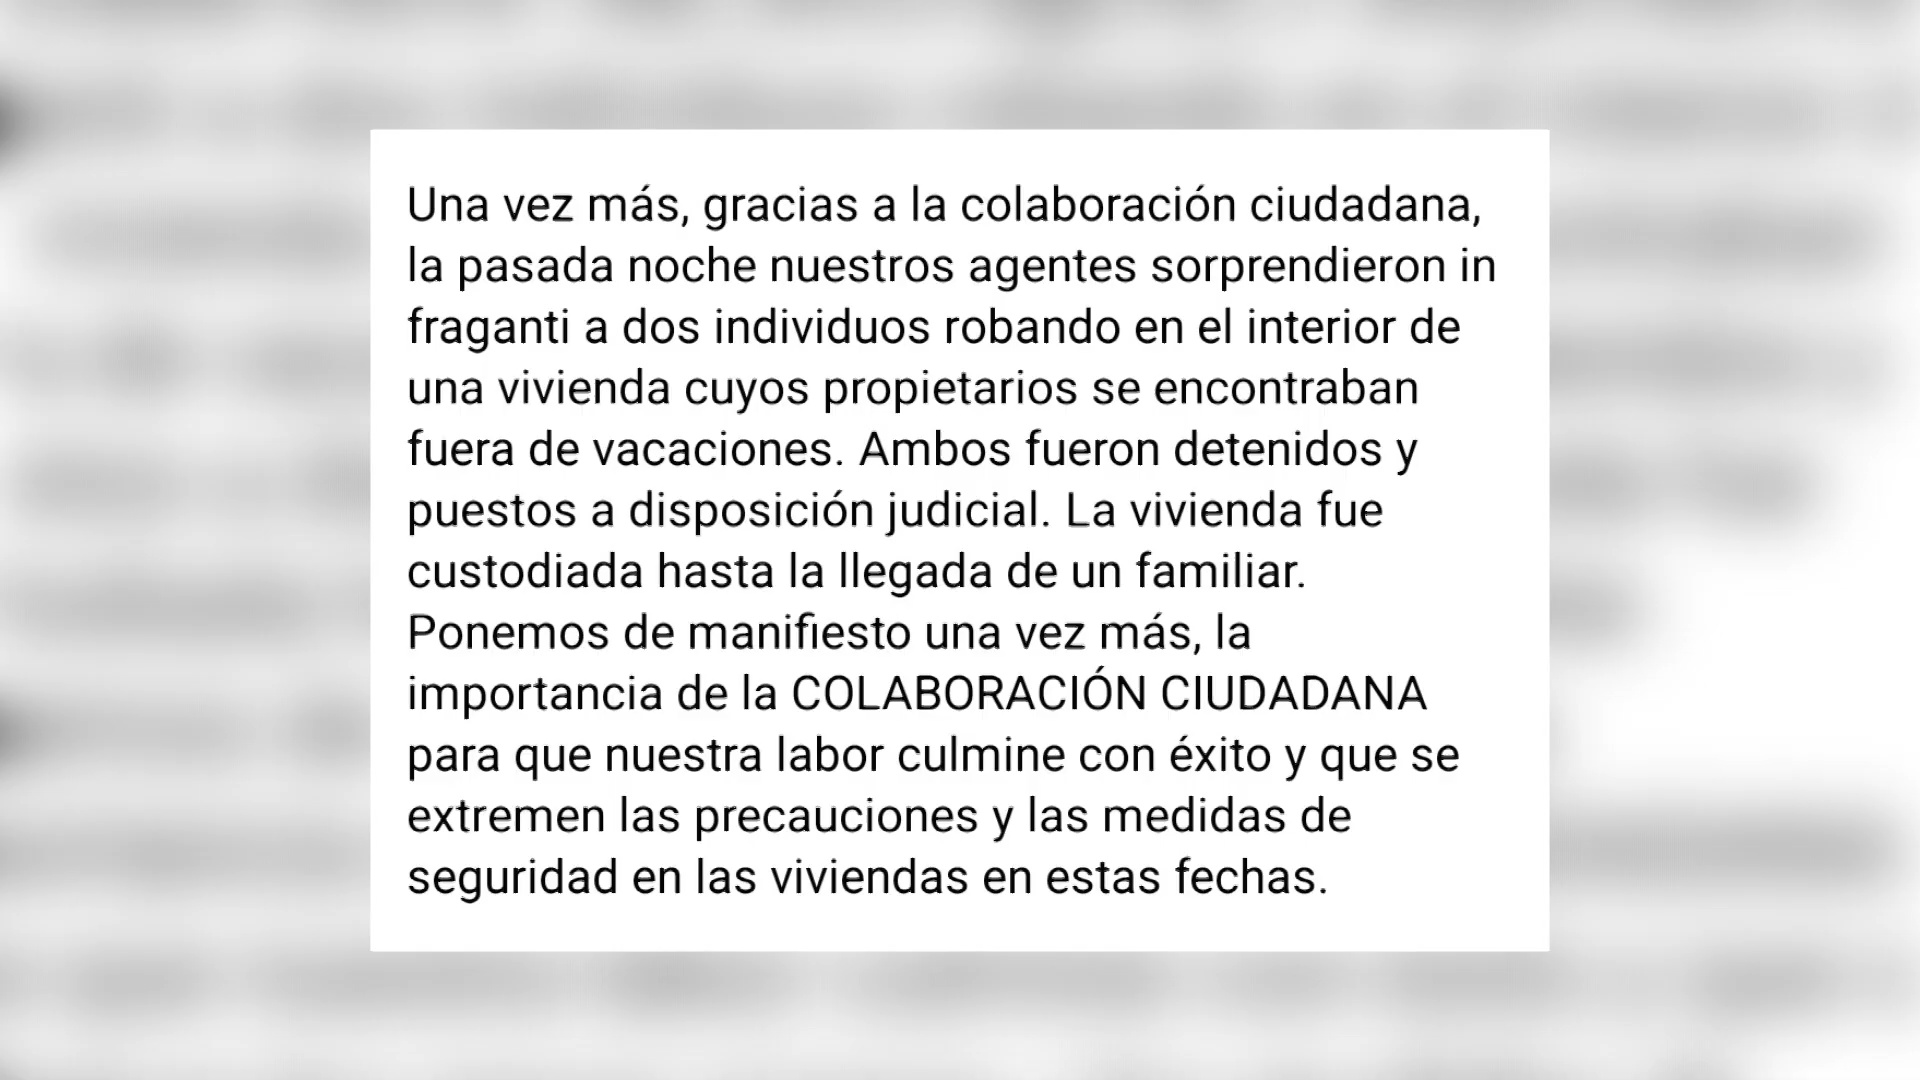 Una vez más, gracias a la colaboración ciudadana,
la pasada noche nuestros agentes sorprendieron in
fraganti a dos individuos robando en el interior de
una vivienda cuyos propietarios se encontraban
fuera de vacaciones. Ambos fueron detenidos y
puestos a disposición judicial. La vivienda fue
custodiada hasta la llegada de un familiar.
Ponemos de manifiesto una vez más, la
importancia de la COLABORACIÓN CIUDADANA
para que nuestra labor culmine con éxito y que se
extremen las precauciones y las medidas de
seguridad en las viviendas en estas fechas.